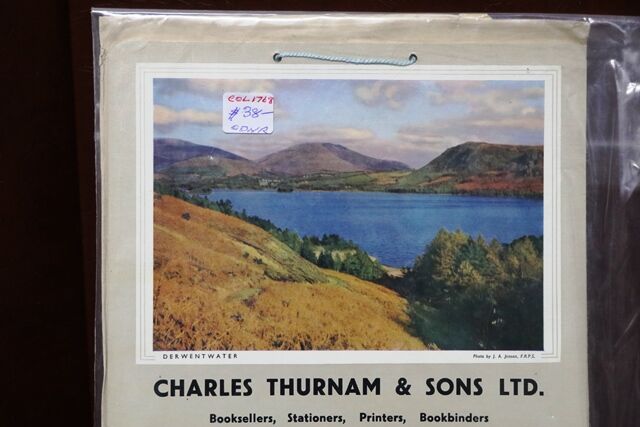 COL1768
$38-
DERWENTWATER
Photo by J. A. Jenson, F.R.P.S.
CHARLES THURNAM & SONS LTD.
Booksellers, Stationers, Printers, Bookbinders